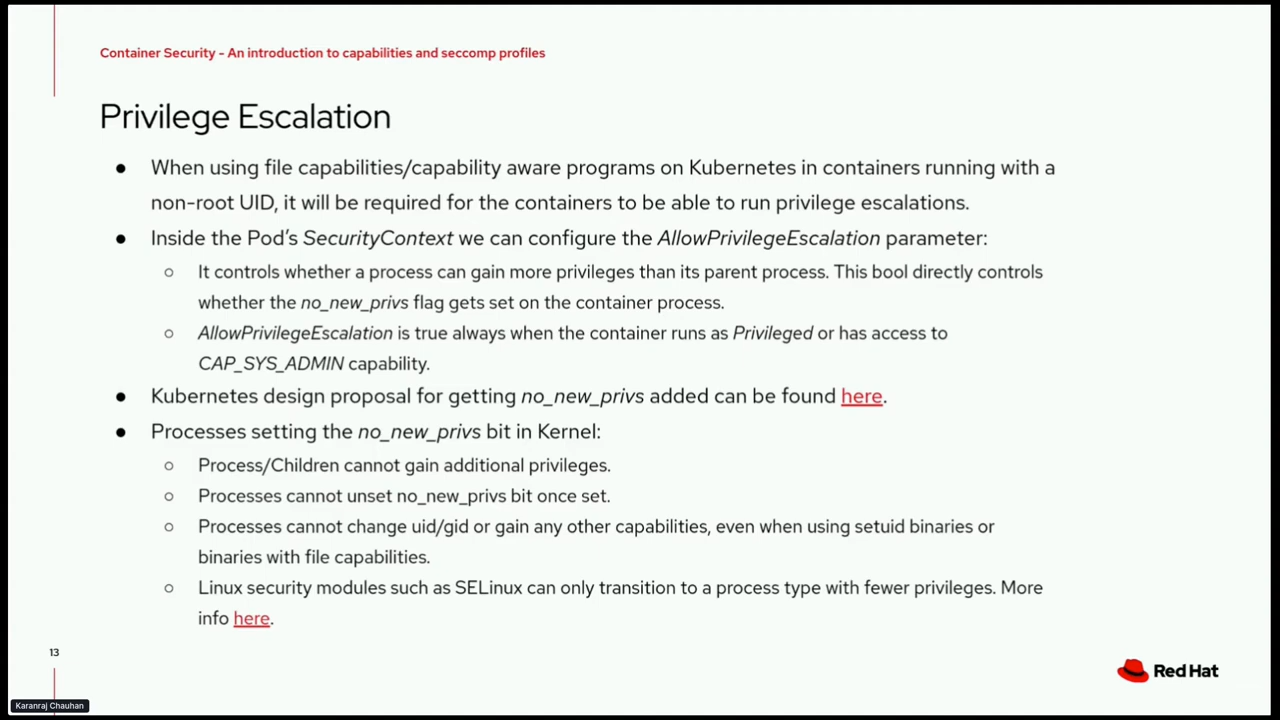 Container Security - An introduction to capabilities and seccomp profiles
Privilege Escalation
● When using file capabilities/capability aware programs on Kubernetes in containers running with a
non-root UID, it will be required for the containers to be able to run privilege escalations.
● Inside the Pod's SecurityContext we can configure the AllowPrivilegeEscalation parameter:
○ It controls whether a process can gain more privileges than its parent process. This bool directly controls
whether the no_new_privs flag gets set on the container process.
○ AllowPrivilegeEscalation is true always when the container runs as Privileged or has access to
CAP_SYS_ADMIN capability.
● Kubernetes design proposal for getting no_new_privs added can be found here.
● Processes setting the no_new_privs bit in Kernel:
○ Process/Children cannot gain additional privileges.
○ Processes cannot unset no_new_privs bit once set.
○ Processes cannot change uid/gid or gain any other capabilities, even when using setuid binaries or
binaries with file capabilities.
○ Linux security modules such as SELinux can only transition to a process type with fewer privileges. More
info here.
13
Red Hat
Karanraj Chauhan